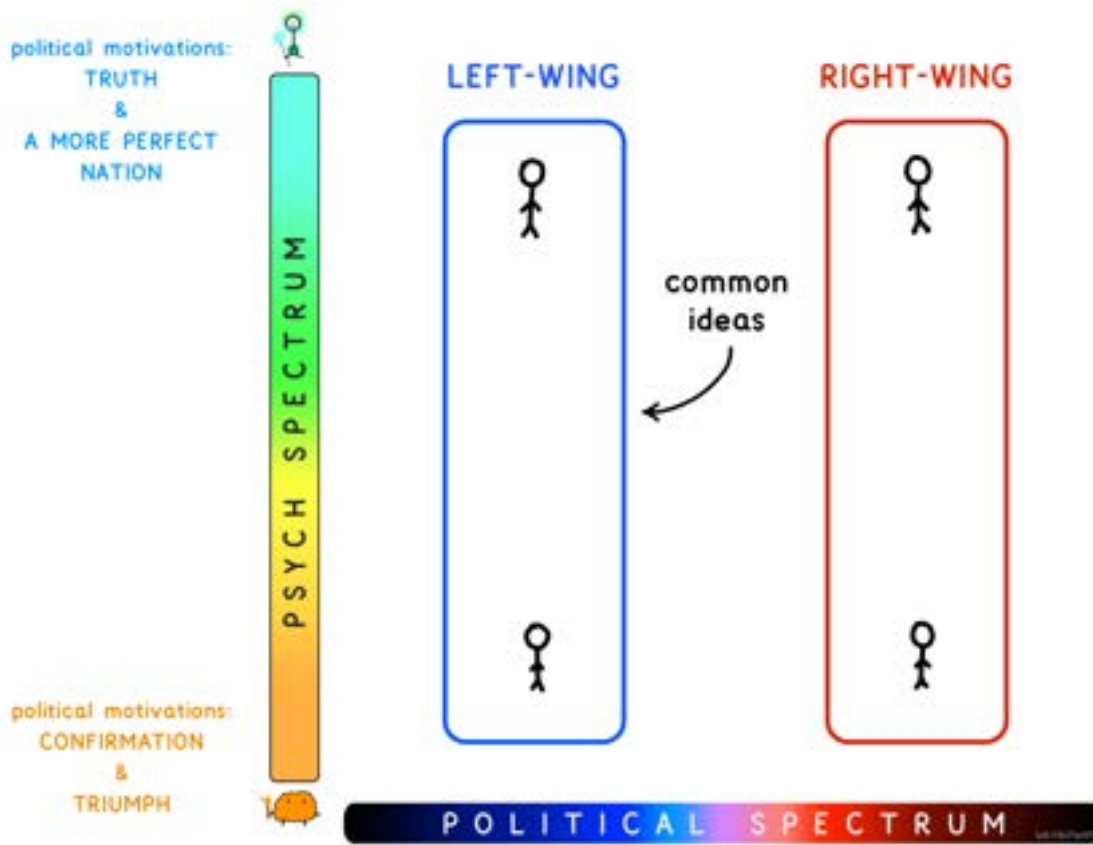 political motivations:
TRUTH
&
A MORE PERFECT
NATION
PSYCH SPECTRUM
political motivations:
CONFIRMATION
&
TRIUMPH
LEFT-WING
RIGHT-WING
common
ideas
POLITICAL SPECTRUM